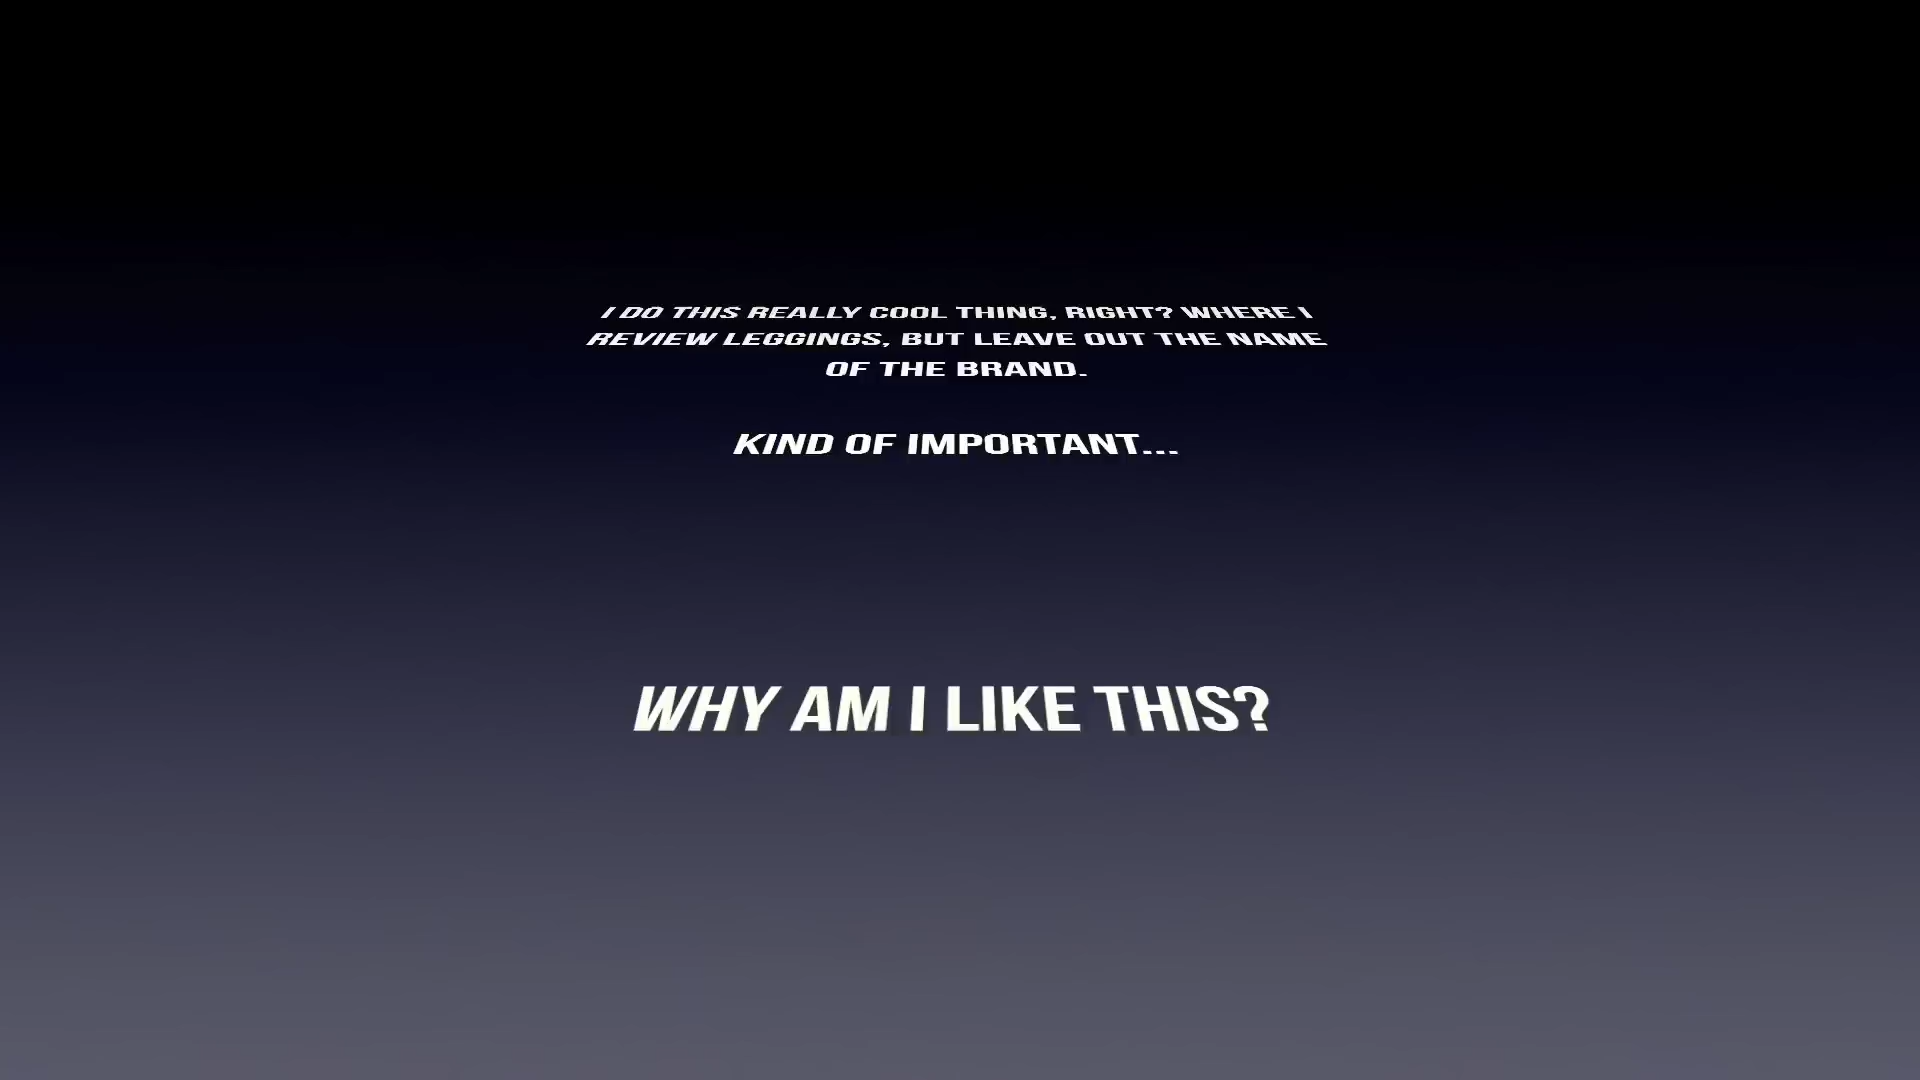 I DO THIS REALLY COOL THING, RIGHT? WHERE I
REVIEW LEGGINGS, BUT LEAVE OUT THE NAME
OF THE BRAND.
KIND OF IMPORTANT...
WHY AM I LIKE THIS?